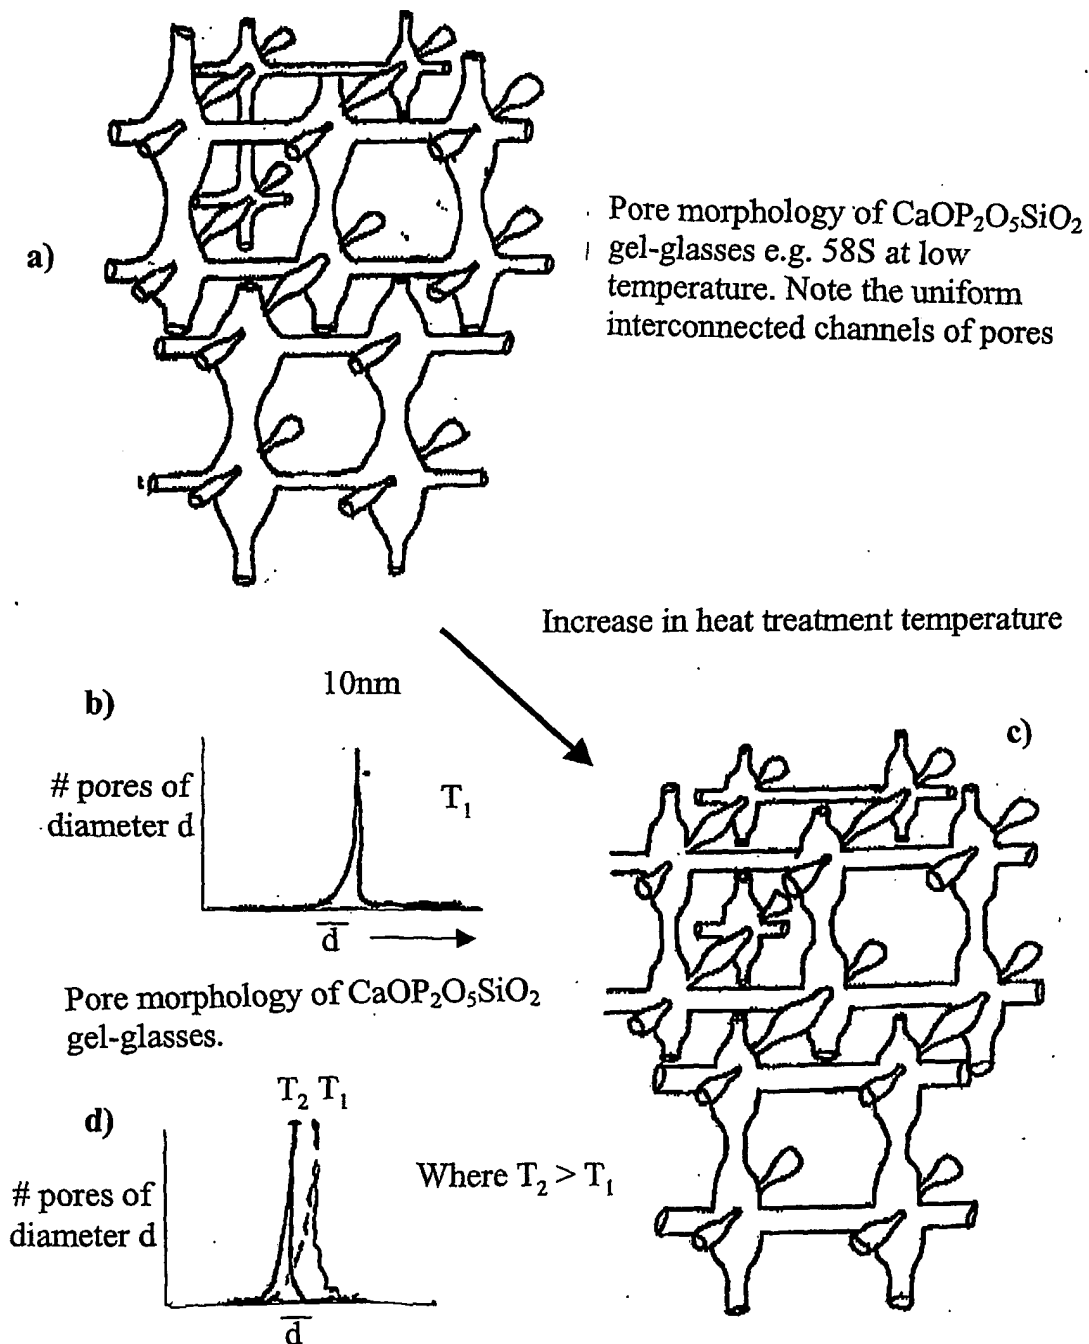 a)
Pore morphology of CaOP₂O₅SiO₂
gel-glasses e.g. 58S at low
temperature. Note the uniform
interconnected channels of pores
Increase in heat treatment temperature
b)
10nm
# pores of
diameter d
T₁
d̅
c)
Pore morphology of CaOP₂O₅SiO₂
gel-glasses.
d)
T₂ T₁
# pores of
diameter d
Where T₂ > T₁
d̅